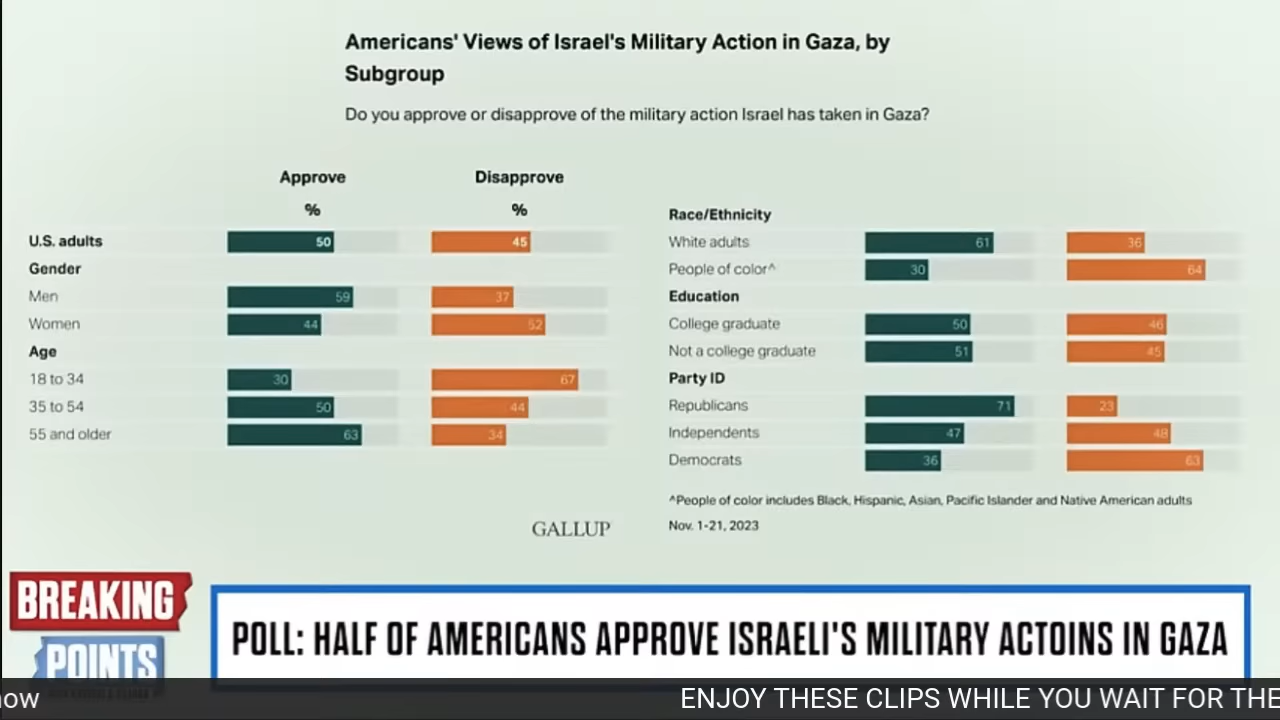 Americans' Views of Israel's Military Action in Gaza, by
Subgroup
Do you approve or disapprove of the military action Israel has taken in Gaza?
Approve Disapprove
% %
U.S. adults 50 45
Gender
Men 59 37
Women 44 52
Age
18 to 34 30 67
35 to 54 50 44
55 and older 63 34
Race/Ethnicity
White adults 61 36
People of color^ 30 64
Education
College graduate 50 46
Not a college graduate 51 45
Party ID
Republicans 71 23
Independents 47 48
Democrats 36 63
^People of color includes Black, Hispanic, Asian, Pacific Islander and Native American adults
GALLUP
Nov. 1-21, 2023
BREAKING
POINTS
POLL: HALF OF AMERICANS APPROVE ISRAELI'S MILITARY ACTOINS IN GAZA
ENJOY THESE CLIPS WHILE YOU WAIT FOR THE